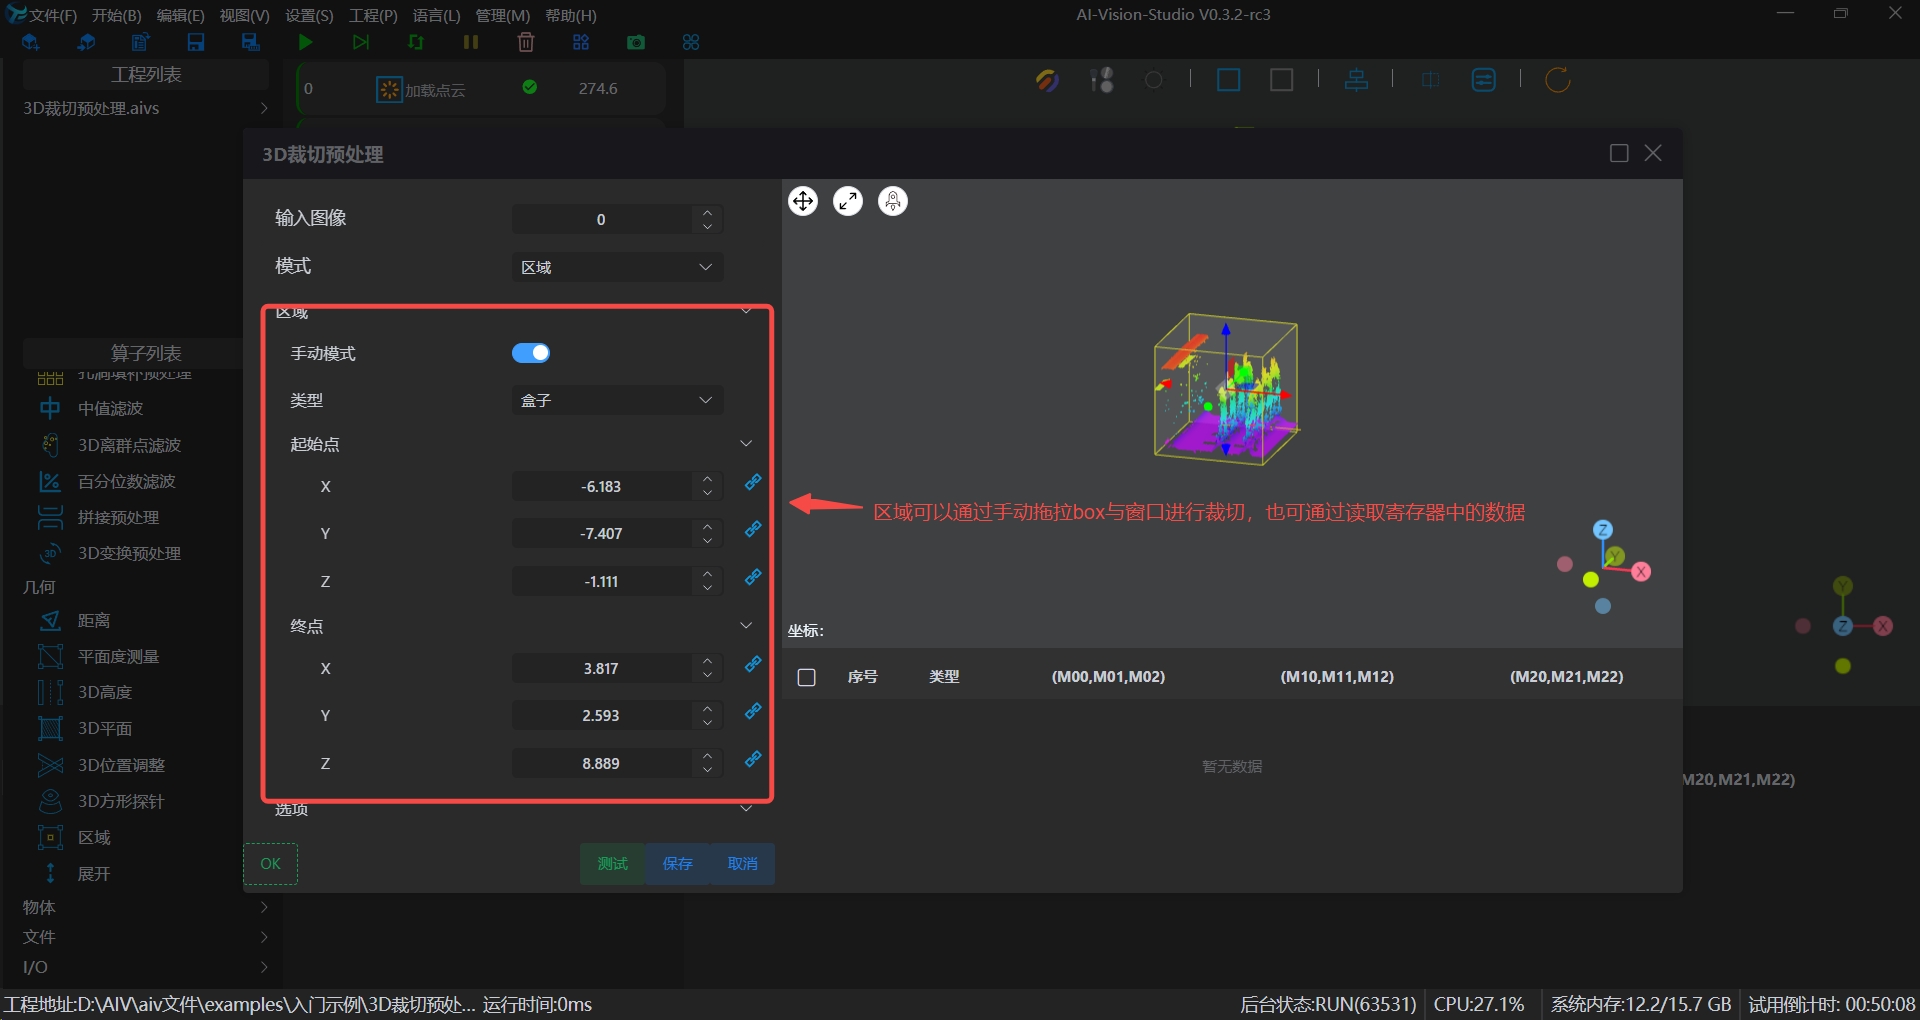 文件(F) 开始(B) 编辑(E) 视图(V) 设置(S) 工程(P) 语言(L) 管理(M) 帮助(H)
AI-Vision-Studio V0.3.2-rc3
工程列表
3D裁切预处理.aivs
0 加载点云 274.6
算子列表
孔洞填补预处理
中值滤波
3D离群点滤波
百分位数滤波
拼接预处理
3D变换预处理
几何
距离
平面度测量
3D高度
3D平面
3D位置调整
3D方形探针
区域
展开
物体
文件
I/O
3D裁切预处理
输入图像 0
模式 区域
区域
手动模式
类型 盒子
起始点
X -6.183
Y -7.407
Z -1.111
终点
X 3.817
Y 2.593
Z 8.889
选项
OK 测试 保存 取消
区域可以通过手动拖拉box与窗口进行裁切，也可通过读取寄存器中的数据
Z
Y
X
坐标:
序号 类型 (M00,M01,M02) (M10,M11,M12) (M20,M21,M22)
暂无数据
Y
Z X
M20,M21,M22)
工程地址:D:\AIV\aiv文件\examples\入门示例\3D裁切预处... 运行时间:0ms
后台状态:RUN(63531) CPU:27.1% 系统内存:12.2/15.7 GB 试用倒计时: 00:50:08